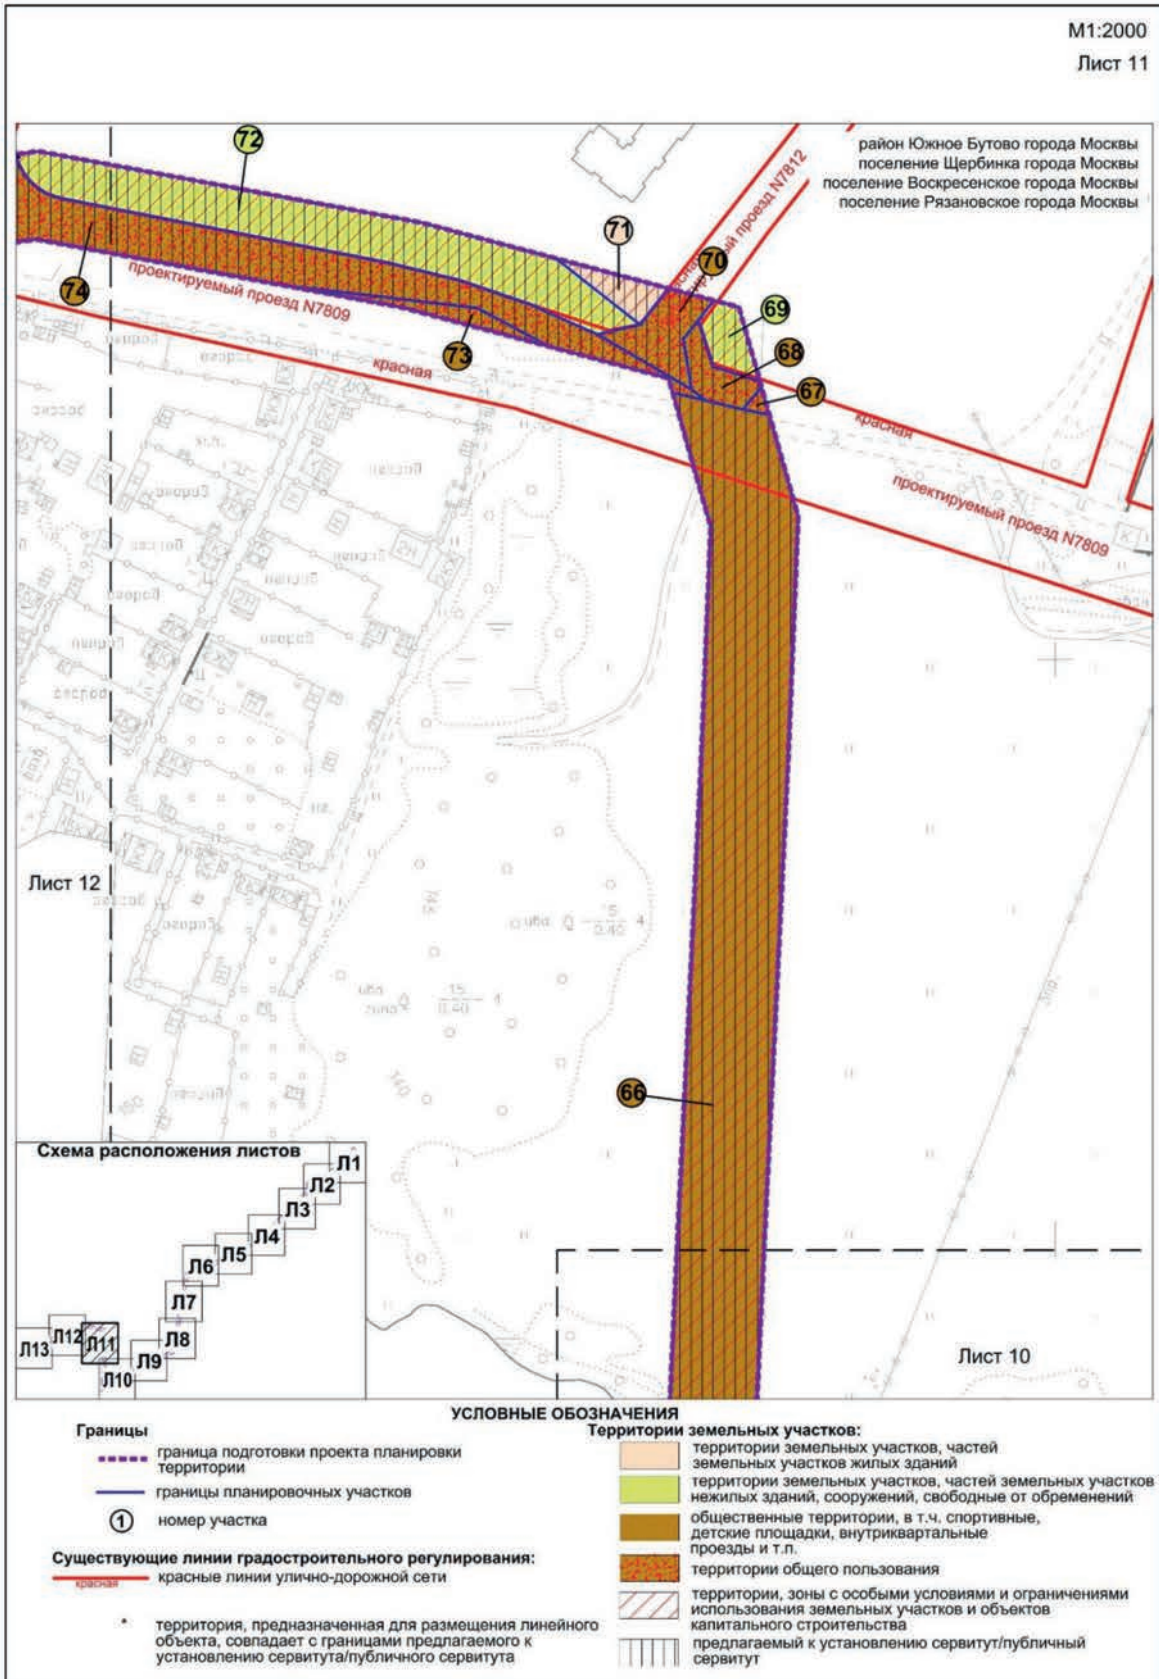 М1:2000
Лист 11
район Южное Бутово города Москвы
поселение Щербинка города Москвы
поселение Воскресенское города Москвы
поселение Рязановское города Москвы
72
71
проезд N7812
70
74
проектируемый проезд N7809
69
73
68
красная
67
красная
проектируемый проезд N7809
Лист 12
66
Схема расположения листов
Л1
Л2
Л3
Л4
Л5
Л6
Л7
Л8
Л9
Л10
Л11
Л12
Л13
Лист 10
УСЛОВНЫЕ ОБОЗНАЧЕНИЯ
Границы
граница подготовки проекта планировки
территории
границы планировочных участков
1 номер участка
Существующие линии градостроительного регулирования:
красная красные линии улично-дорожной сети
* территория, предназначенная для размещения линейного
объекта, совпадает с границами предлагаемого к
установлению сервитута/публичного сервитута
Территории земельных участков:
территории земельных участков, частей
земельных участков жилых зданий
территории земельных участков, частей земельных участков
нежилых зданий, сооружений, свободные от обременений
общественные территории, в т.ч. спортивные,
детские площадки, внутриквартальные
проезды и т.п.
территории общего пользования
территории, зоны с особыми условиями и ограничениями
использования земельных участков и объектов
капитального строительства
предлагаемый к установлению сервитут/публичный
сервитут